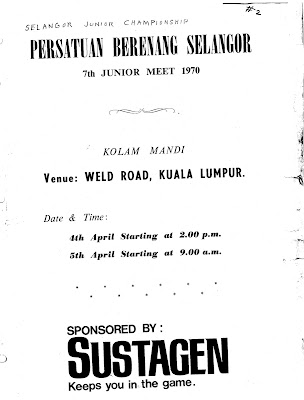 #2
SELANGOR JUNIOR CHAMPIONSHIP
PERSATUAN BERENANG SELANGOR
7th JUNIOR MEET 1970
KOLAM MANDI
Venue: WELD ROAD, KUALA LUMPUR.
Date & Time:
4th April Starting at 2.00 p.m.
5th April Starting at 9.00 a.m.
SPONSORED BY:
SUSTAGEN
Keeps you in the game.